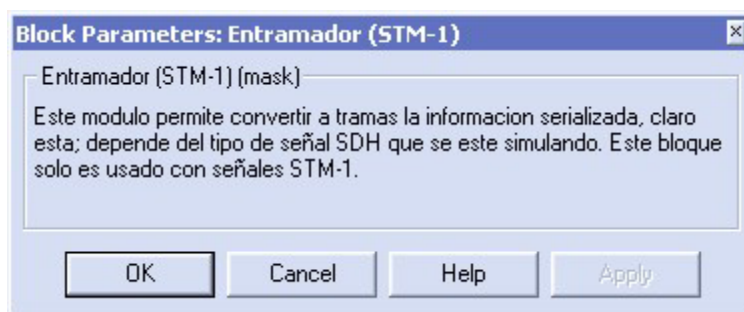 Block Parameters: Entramador (STM-1)
Entramador (STM-1) (mask)
Este modulo permite convertir a tramas la informacion serializada, claro
esta; depende del tipo de señal SDH que se este simulando. Este bloque
solo es usado con señales STM-1.
OK Cancel Help Apply